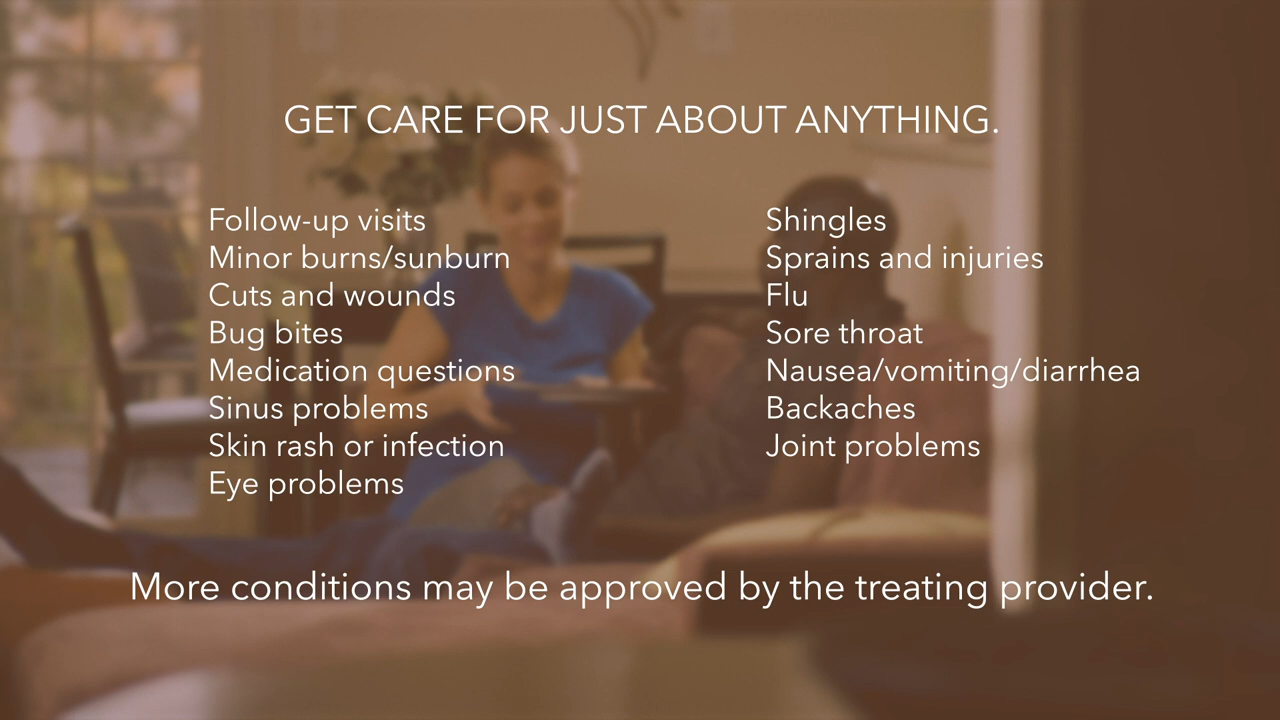 GET CARE FOR JUST ABOUT ANYTHING.
Follow-up visits
Minor burns/sunburn
Cuts and wounds
Bug bites
Medication questions
Sinus problems
Skin rash or infection
Eye problems
Shingles
Sprains and injuries
Flu
Sore throat
Nausea/vomiting/diarrhea
Backaches
Joint problems
More conditions may be approved by the treating provider.